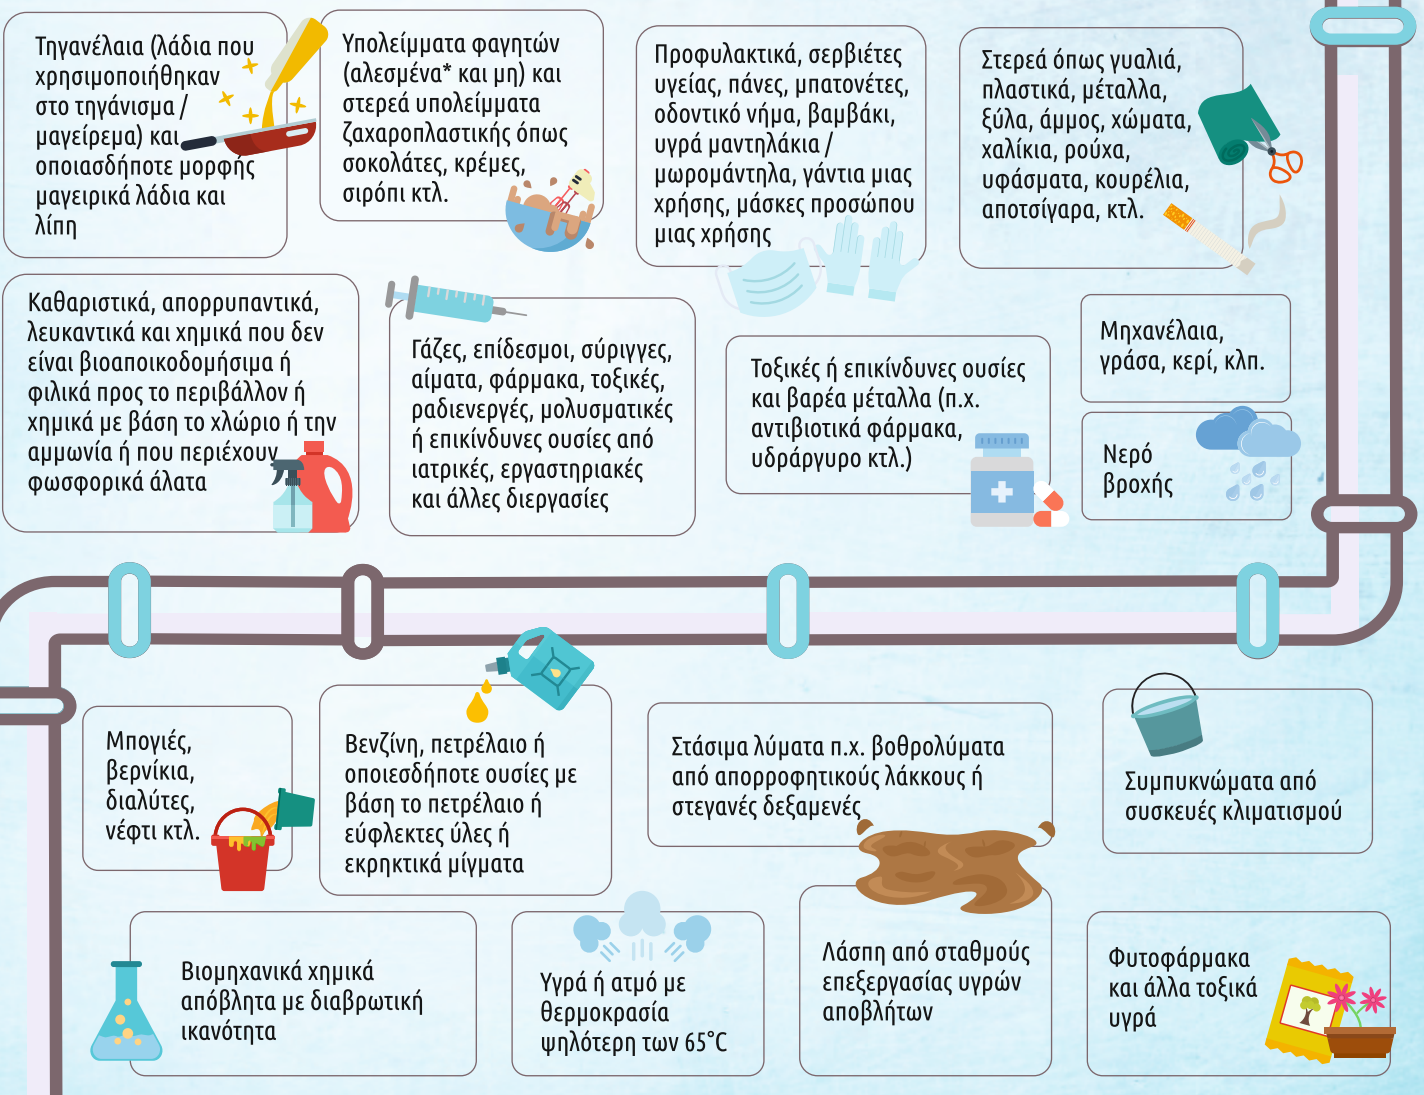 Τηγανέλαια (λάδια που
χρησιμοποιήθηκαν
στο τηγάνισμα /
μαγείρεμα) και
οποιασδήποτε μορφής
μαγειρικά λάδια και
λίπη
Υπολείμματα φαγητών
(αλεσμένα* και μη) και
στερεά υπολείμματα
ζαχαροπλαστικής όπως
σοκολάτες, κρέμες,
σιρόπι κτλ.
Προφυλακτικά, σερβιέτες
υγείας, πάνες, μπατονέτες,
οδοντικό νήμα, βαμβάκι,
υγρά μαντηλάκια /
μωρομάντηλα, γάντια μιας
χρήσης, μάσκες προσώπου
μιας χρήσης
Στερεά όπως γυαλιά,
πλαστικά, μέταλλα,
ξύλα, άμμος, χώματα,
χαλίκια, ρούχα,
υφάσματα, κουρέλια,
αποτσίγαρα, κτλ.
Καθαριστικά, απορρυπαντικά,
λευκαντικά και χημικά που δεν
είναι βιοαποικοδομήσιμα ή
φιλικά προς το περιβάλλον ή
χημικά με βάση το χλώριο ή την
αμμωνία ή που περιέχουν
φωσφορικά άλατα
Γάζες, επίδεσμοι, σύριγγες,
αίματα, φάρμακα, τοξικές,
ραδιενεργές, μολυσματικές
ή επικίνδυνες ουσίες από
ιατρικές, εργαστηριακές
και άλλες διεργασίες
Τοξικές ή επικίνδυνες ουσίες
και βαρέα μέταλλα (π.χ.
αντιβιοτικά φάρμακα,
υδράργυρο κτλ.)
Μηχανέλαια,
γράσα, κερί, κλπ.
Νερό
βροχής
Μπογιές,
βερνίκια,
διαλύτες,
νέφτι κτλ.
Βενζίνη, πετρέλαιο ή
οποιεσδήποτε ουσίες με
βάση το πετρέλαιο ή
εύφλεκτες ύλες ή
εκρηκτικά μίγματα
Στάσιμα λύματα π.χ. βοθρολύματα
από απορροφητικούς λάκκους ή
στεγανές δεξαμενές
Συμπυκνώματα από
συσκευές κλιματισμού
Βιομηχανικά χημικά
απόβλητα με διαβρωτική
ικανότητα
Υγρά ή ατμό με
θερμοκρασία
ψηλότερη των 65°C
Λάσπη από σταθμούς
επεξεργασίας υγρών
αποβλήτων
Φυτοφάρμακα
και άλλα τοξικά
υγρά